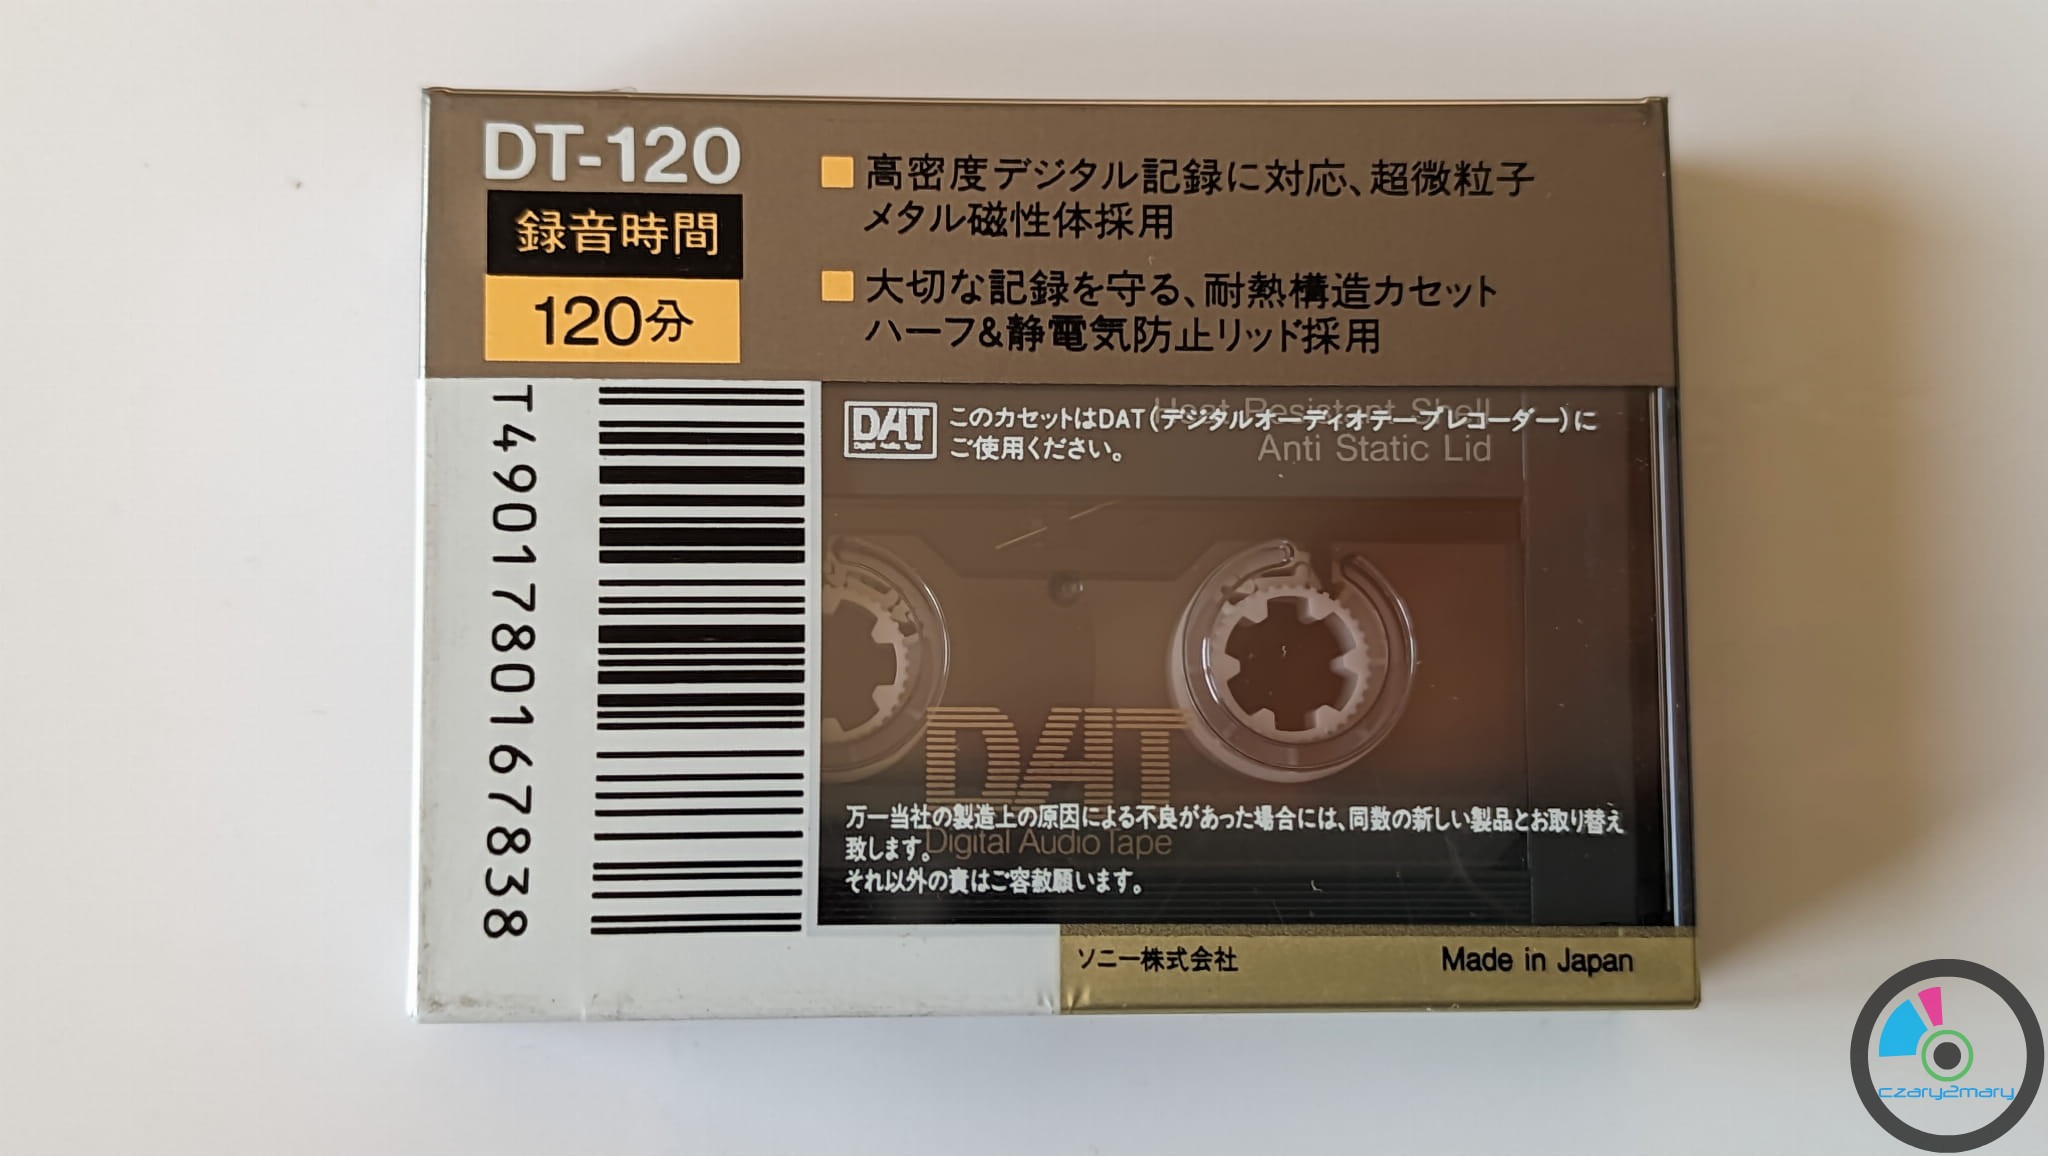 DT-120
録音時間
120分
高密度デジタル記録に対応、超微粒子
メタル磁性体採用
大切な記録を守る、耐熱構造カセット
ハーフ&静電気防止リッド採用
T4901780167838
DAT
Digital Audio Tape
このカセットはDAT(デジタルオーディオテープレコーダー)に
ご使用ください。
Heat Resistant Shell
Anti Static Lid
DAT
Digital Audio Tape
万一当社の製造上の原因による不良があった場合には、同数の新しい製品とお取り替え
致します。
それ以外の責はご容赦願います。
ソニー株式会社
Made in Japan
czary2mary